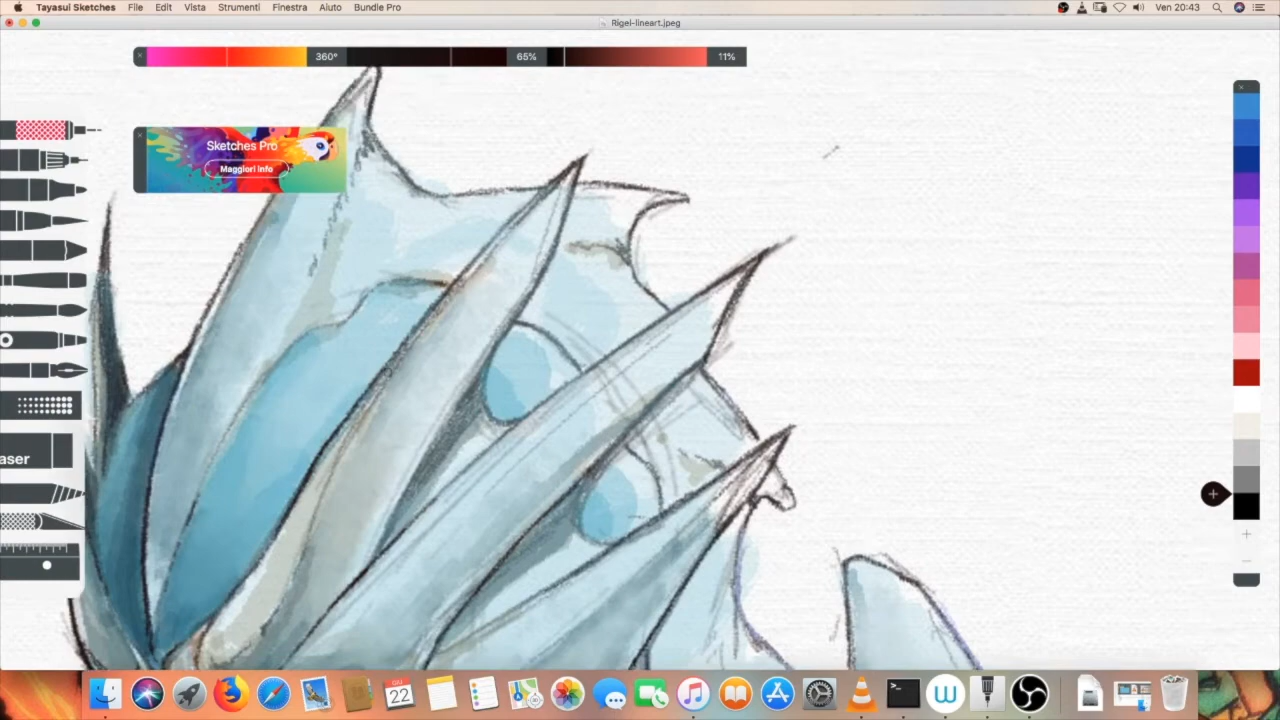 Tayasui Sketches File Edit Vista Strumenti Finestra Aiuto Bundle Pro Ven 20:43
Rigel-lineart.jpeg
360° 65% 11%
Sketches Pro
Maggiori info
aser
GIU
22
W